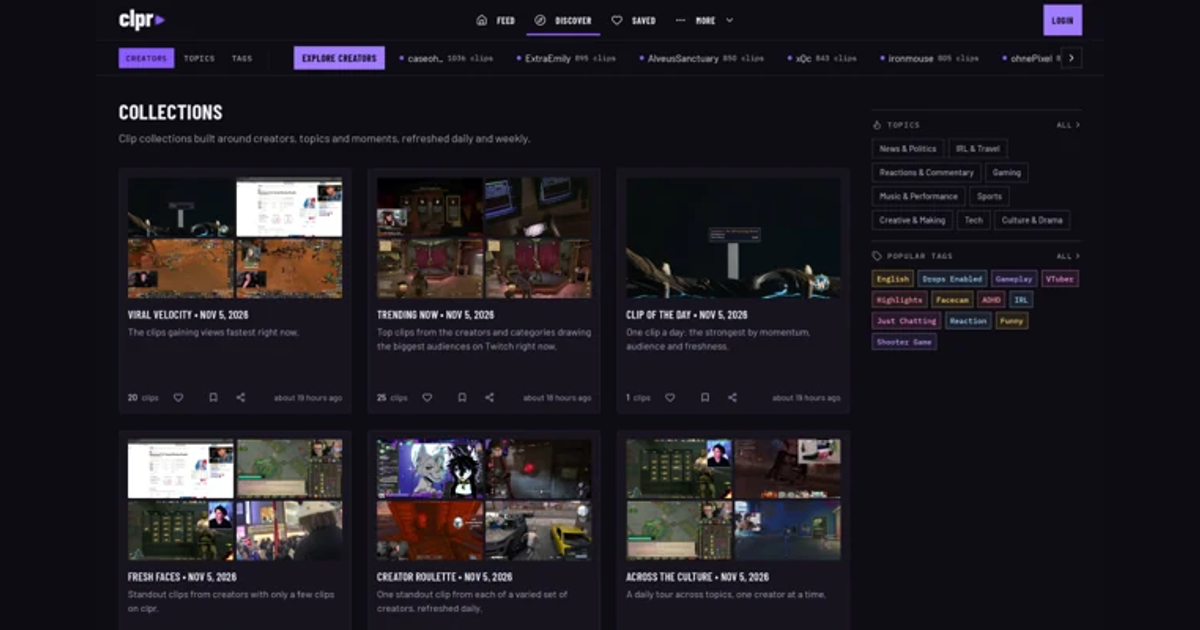 clpr
FEED DISCOVER SAVED MORE
LOGIN
CREATORS TOPICS TAGS EXPLORE CREATORS caseoh_ 1036 clips ExtraEmily 895 clips AlveusSanctuary 850 clips xQc 843 clips ironmouse 805 clips ohnePixel
COLLECTIONS
Clip collections built around creators, topics and moments, refreshed daily and weekly.
VIRAL VELOCITY • NOV 5, 2026
The clips gaining views fastest right now.
20 clips about 19 hours ago
TRENDING NOW • NOV 5, 2026
Top clips from the creators and categories drawing
the biggest audiences on Twitch right now.
25 clips about 18 hours ago
CLIP OF THE DAY • NOV 5, 2026
One clip a day: the strongest by momentum,
audience and freshness.
1 clips about 19 hours ago
FRESH FACES • NOV 5, 2026
Standout clips from creators with only a few clips
on clpr.
CREATOR ROULETTE • NOV 5, 2026
One standout clip from each of a varied set of
creators, refreshed daily.
ACROSS THE CULTURE • NOV 5, 2026
A daily tour across topics, one creator at a time.
TOPICS ALL
News & Politics IRL & Travel
Reactions & Commentary Gaming
Music & Performance Sports
Creative & Making Tech Culture & Drama
POPULAR TAGS ALL
English Drops Enabled Gameplay VTuber
Highlights Facecam ADHD IRL
Just Chatting Reaction Funny
Shooter Game